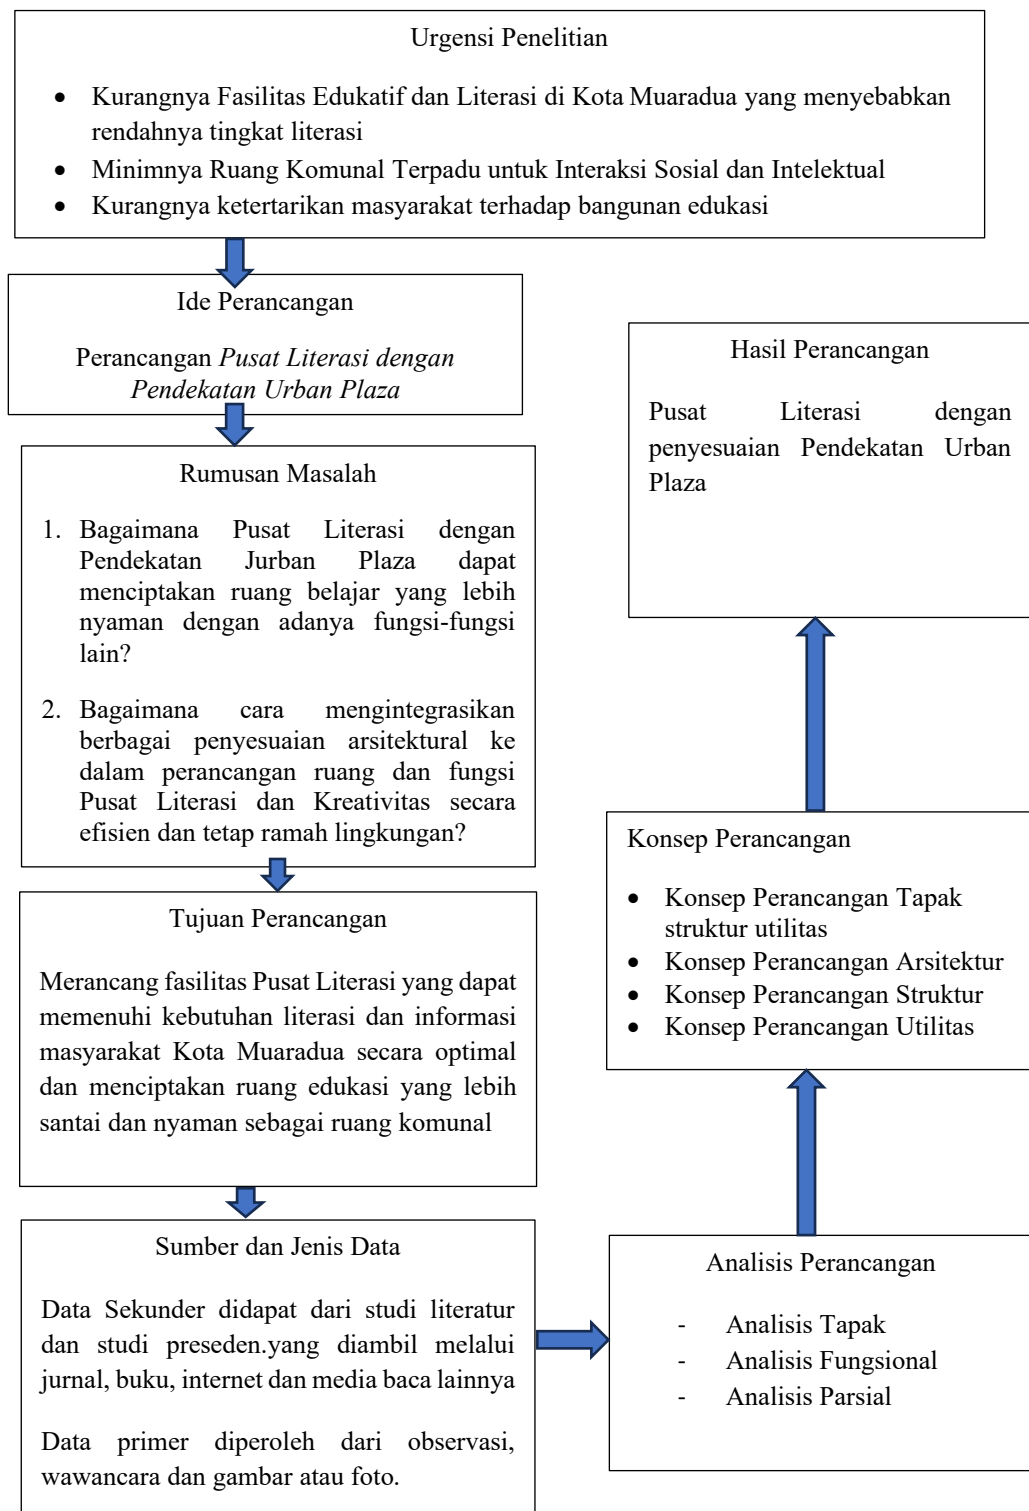 Urgensi Penelitian
• Kurangnya Fasilitas Edukatif dan Literasi di Kota Muaradua yang menyebabkan
rendahnya tingkat literasi
• Minimnya Ruang Komunal Terpadu untuk Interaksi Sosial dan Intelektual
• Kurangnya ketertarikan masyarakat terhadap bangunan edukasi
Ide Perancangan
Perancangan Pusat Literasi dengan
Pendekatan Urban Plaza
Rumusan Masalah
1. Bagaimana Pusat Literasi dengan
Pendekatan Jurban Plaza dapat
menciptakan ruang belajar yang lebih
nyaman dengan adanya fungsi-fungsi
lain?
2. Bagaimana cara mengintegrasikan
berbagai penyesuaian arsitektural ke
dalam perancangan ruang dan fungsi
Pusat Literasi dan Kreativitas secara
efisien dan tetap ramah lingkungan?
Tujuan Perancangan
Merancang fasilitas Pusat Literasi yang dapat
memenuhi kebutuhan literasi dan informasi
masyarakat Kota Muaradua secara optimal
dan menciptakan ruang edukasi yang lebih
santai dan nyaman sebagai ruang komunal
Sumber dan Jenis Data
Data Sekunder didapat dari studi literatur
dan studi preseden.yang diambil melalui
jurnal, buku, internet dan media baca lainnya
Data primer diperoleh dari observasi,
wawancara dan gambar atau foto.
Analisis Perancangan
- Analisis Tapak
- Analisis Fungsional
- Analisis Parsial
Konsep Perancangan
• Konsep Perancangan Tapak
struktur utilitas
• Konsep Perancangan Arsitektur
• Konsep Perancangan Struktur
• Konsep Perancangan Utilitas
Hasil Perancangan
Pusat Literasi dengan
penyesuaian Pendekatan Urban
Plaza